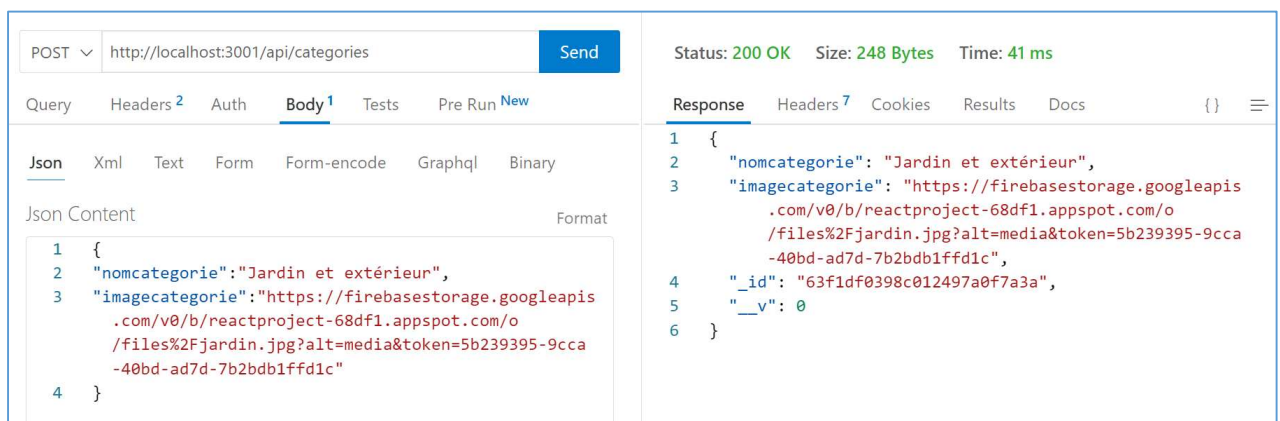 POST http://localhost:3001/api/categories Send
Query Headers 2 Auth Body 1 Tests Pre Run New
Json Xml Text Form Form-encode Graphql Binary
Json Content Format
1 {
2 "nomcategorie":"Jardin et extérieur",
3 "imagecategorie":"https://firebasestorage.googleapis
.com/v0/b/reactproject-68df1.appspot.com/o
/files%2Fjardin.jpg?alt=media&token=5b239395-9cca
-40bd-ad7d-7b2bdb1ffd1c"
4 }
Status: 200 OK Size: 248 Bytes Time: 41 ms
Response Headers 7 Cookies Results Docs { }
1 {
2 "nomcategorie": "Jardin et extérieur",
3 "imagecategorie": "https://firebasestorage.googleapis
.com/v0/b/reactproject-68df1.appspot.com/o
/files%2Fjardin.jpg?alt=media&token=5b239395-9cca
-40bd-ad7d-7b2bdb1ffd1c",
4 "_id": "63f1df0398c012497a0f7a3a",
5 "__v": 0
6 }